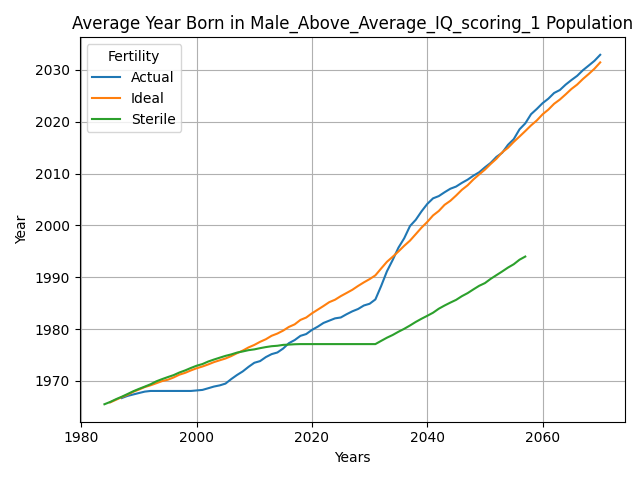 Average Year Born in Male_Above_Average_IQ_scoring_1 Population
Fertility
Actual
Ideal
Sterile
Year
2030
2020
2010
2000
1990
1980
1970
1980
2000
2020
2040
2060
Years